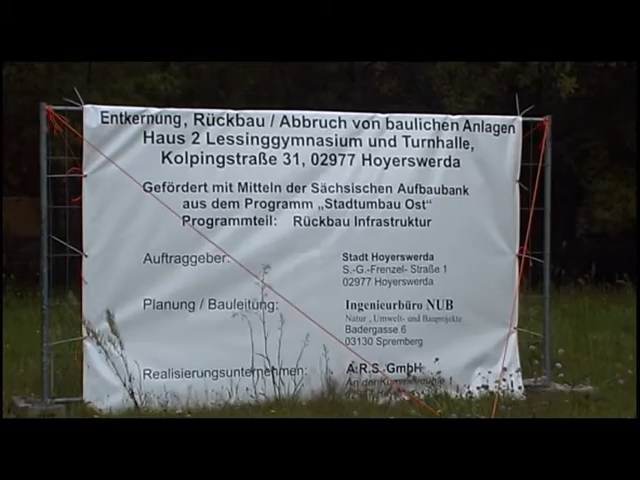 Entkernung, Rückbau / Abbruch von baulichen Anlagen
Haus 2 Lessinggymnasium und Turnhalle,
Kolpingstraße 31, 02977 Hoyerswerda
Gefördert mit Mitteln der Sächsischen Aufbaubank
aus dem Programm „Stadtumbau Ost“
Programmteil: Rückbau Infrastruktur
Auftraggeber: Stadt Hoyerswerda
S.-G.-Frenzel- Straße 1
02977 Hoyerswerda
Planung / Bauleitung: Ingenieurbüro NUB
Natur-, Umwelt- und Bauprojekte
Badergasse 6
03130 Spremberg
Realisierungsunternehmen: A.R.S. GmbH
An der